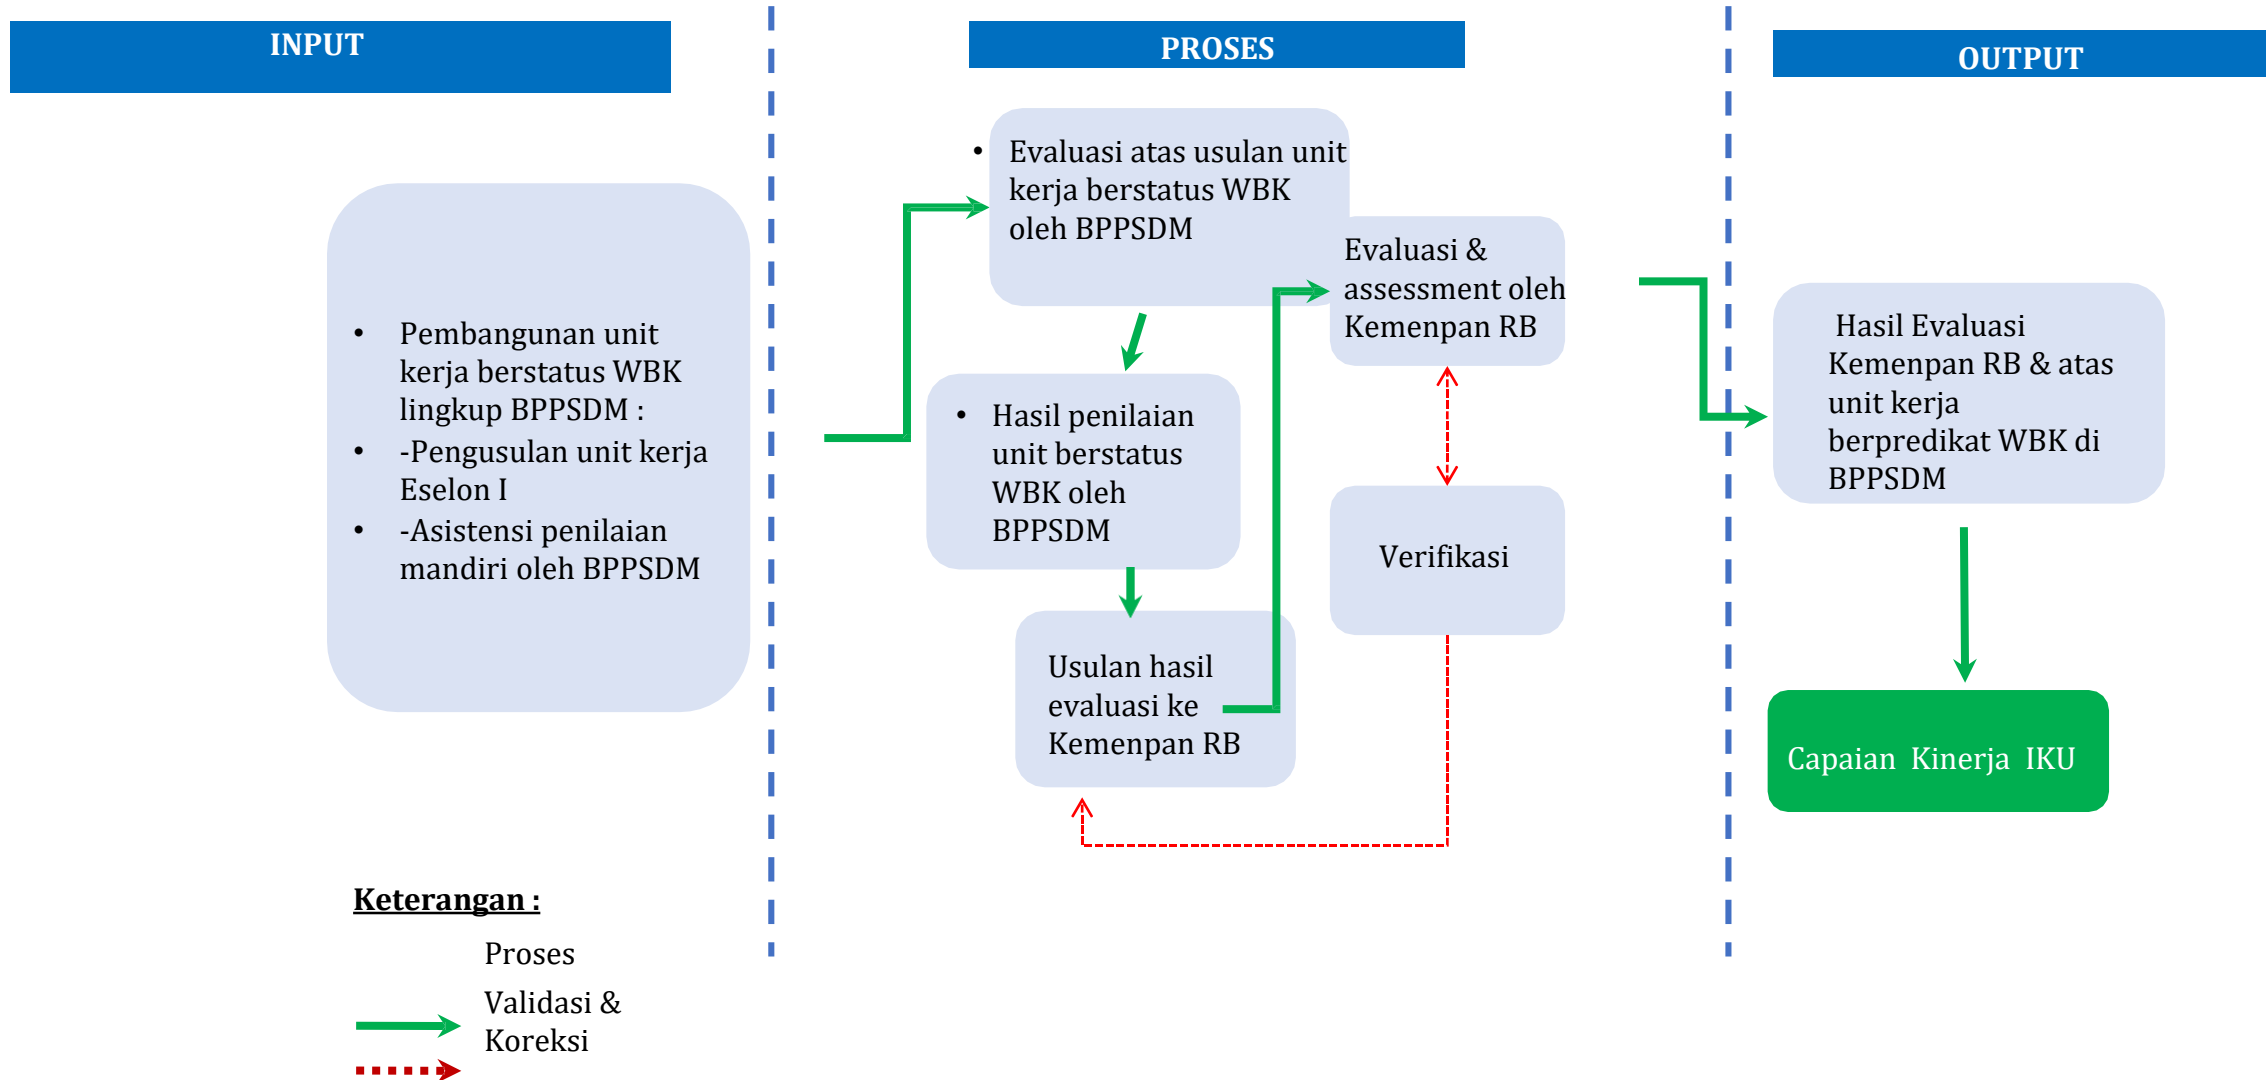 INPUT
PROSES
OUTPUT
• Pembangunan unit
kerja berstatus WBK
lingkup BPPSDM :
• -Pengusulan unit kerja
Eselon I
• -Asistensi penilaian
mandiri oleh BPPSDM
• Evaluasi atas usulan unit
kerja berstatus WBK
oleh BPPSDM
• Hasil penilaian
unit berstatus
WBK oleh
BPPSDM
Usulan hasil
evaluasi ke
Kemenpan RB
Evaluasi &
assessment oleh
Kemenpan RB
Verifikasi
Hasil Evaluasi
Kemenpan RB & atas
unit kerja
berpredikat WBK di
BPPSDM
Capaian Kinerja IKU
Keterangan :
Proses
Validasi &
Koreksi